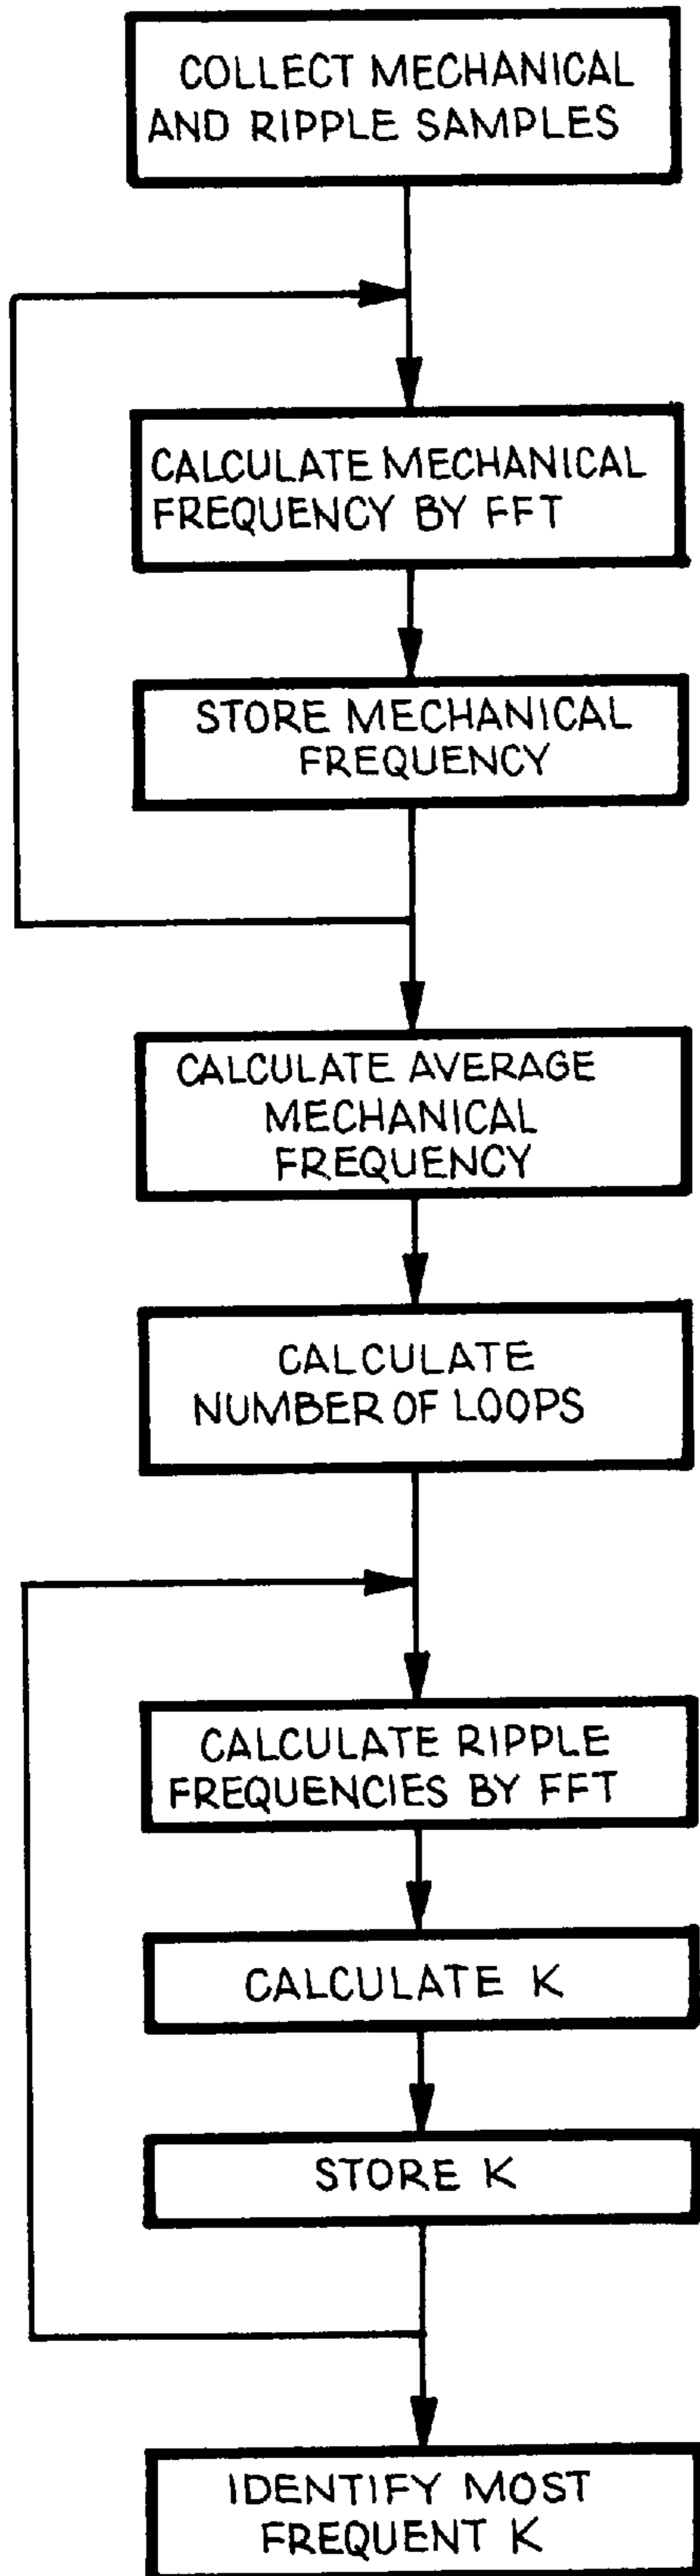 COLLECT MECHANICAL
AND RIPPLE SAMPLES
CALCULATE MECHANICAL
FREQUENCY BY FFT
STORE MECHANICAL
FREQUENCY
CALCULATE AVERAGE
MECHANICAL
FREQUENCY
CALCULATE
NUMBER OF LOOPS
CALCULATE RIPPLE
FREQUENCIES BY FFT
CALCULATE K
STORE K
IDENTIFY MOST
FREQUENT K